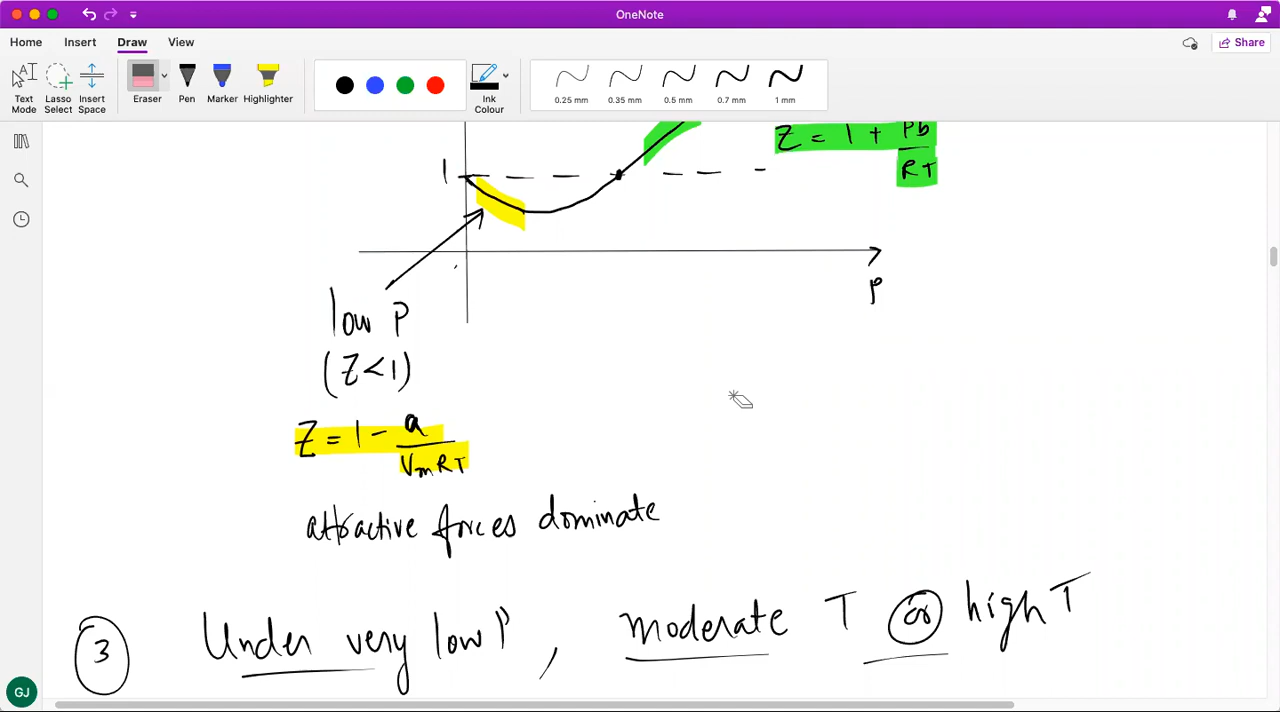 OneNote
Home Insert Draw View
Share
Text Mode
Lasso Select
Insert Space
Eraser
Pen
Marker
Highlighter
Ink Colour
0.25 mm 0.35 mm 0.5 mm 0.7 mm 1 mm
Z = 1 + Pb/RT
1
P
low P
(Z<1)
Z = 1 - a/VmRT
attractive forces dominate
3 Under very low P, moderate T or high T
GJ